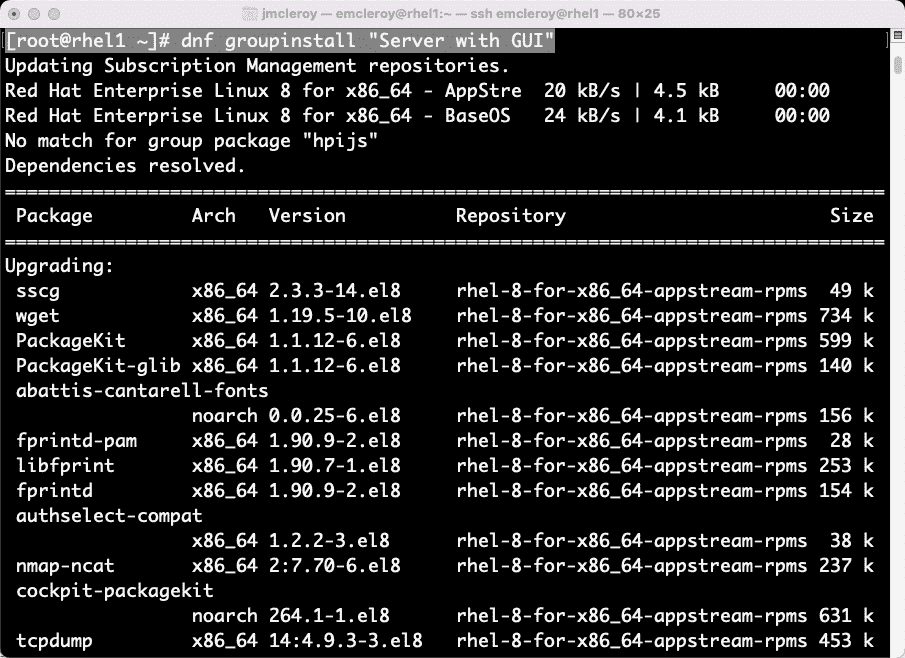 jmcleroy — emcleroy@rhel1:~ — ssh emcleroy@rhel1 — 80×25
[root@rhel1 ~]# dnf groupinstall "Server with GUI"
Updating Subscription Management repositories.
Red Hat Enterprise Linux 8 for x86_64 - AppStre  20 kB/s | 4.5 kB     00:00
Red Hat Enterprise Linux 8 for x86_64 - BaseOS   24 kB/s | 4.1 kB     00:00
No match for group package "hpijs"
Dependencies resolved.
================================================================================
 Package         Arch   Version          Repository                        Size
================================================================================
Upgrading:
 sscg            x86_64 2.3.3-14.el8     rhel-8-for-x86_64-appstream-rpms  49 k
 wget            x86_64 1.19.5-10.el8    rhel-8-for-x86_64-appstream-rpms 734 k
 PackageKit      x86_64 1.1.12-6.el8     rhel-8-for-x86_64-appstream-rpms 599 k
 PackageKit-glib x86_64 1.1.12-6.el8     rhel-8-for-x86_64-appstream-rpms 140 k
 abattis-cantarell-fonts
                 noarch 0.0.25-6.el8     rhel-8-for-x86_64-appstream-rpms 156 k
 fprintd-pam     x86_64 1.90.9-2.el8     rhel-8-for-x86_64-appstream-rpms  28 k
 libfprint       x86_64 1.90.7-1.el8     rhel-8-for-x86_64-appstream-rpms 253 k
 fprintd         x86_64 1.90.9-2.el8     rhel-8-for-x86_64-appstream-rpms 154 k
 authselect-compat
                 x86_64 1.2.2-3.el8      rhel-8-for-x86_64-appstream-rpms  38 k
 nmap-ncat       x86_64 2:7.70-6.el8     rhel-8-for-x86_64-appstream-rpms 237 k
 cockpit-packagekit
                 noarch 264.1-1.el8      rhel-8-for-x86_64-appstream-rpms 631 k
 tcpdump         x86_64 14:4.9.3-3.el8   rhel-8-for-x86_64-appstream-rpms 453 k